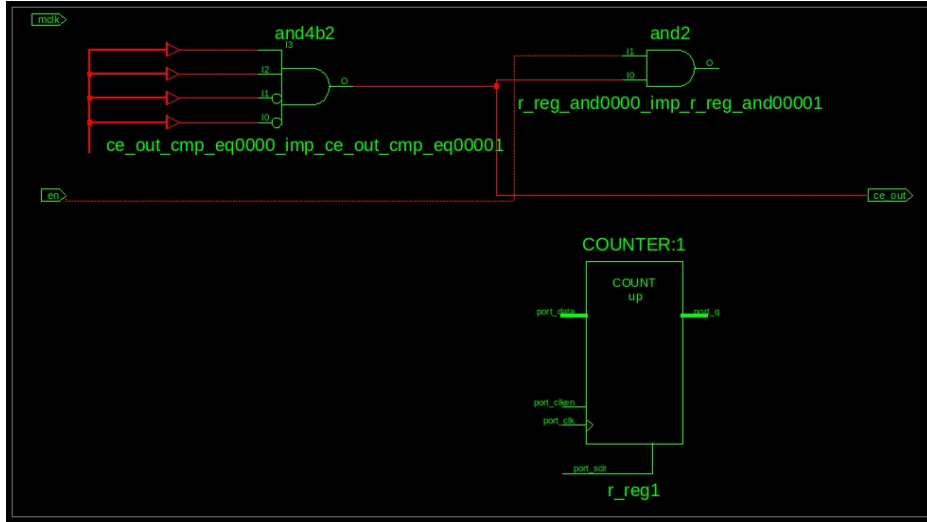 mclk
and4b2
and2
I3
I2
I1
I0
O
I1
I0
O
r_reg_and0000_imp_r_reg_and00001
ce_out_cmp_eq0000_imp_ce_out_cmp_eq00001
en
ce_out
COUNTER:1
COUNT
up
port_data
port_q
port_clken
port_clk
port_sdr
r_reg1